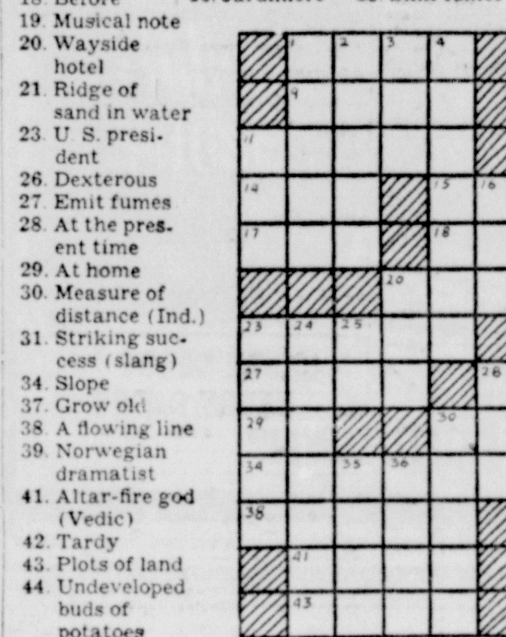 19. Musical note
20. Wayside
hotel
21. Ridge of
sand in water
23. U. S. presi-
dent
26. Dexterous
27. Emit fumes
28. At the pres-
ent time
29. At home
30. Measure of
distance (Ind.)
31. Striking suc-
cess (slang)
34. Slope
37. Grow old
38. A flowing line
39. Norwegian
dramatist
41. Altar-fire god
(Vedic)
42. Tardy
43. Plots of land
44. Undeveloped
buds of
potatoes
1 2 3 4
9
11
14 15 16
17 18
20
23 24 25
27 28
29 30
34 35 36
38
41
43